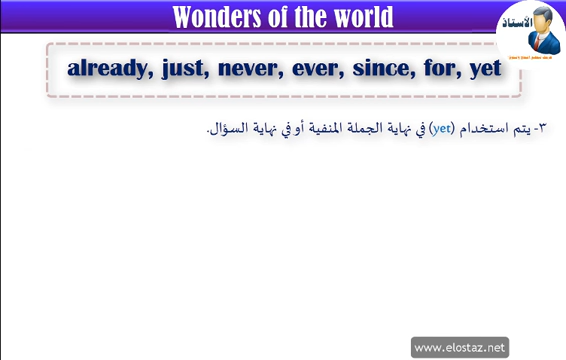 Wonders of the world
الأستاذ
already, just, never, ever, since, for, yet
٣- يتم استخدام (yet) في نهاية الجملة المنفية أو في نهاية السؤال.
www.elostaz.net